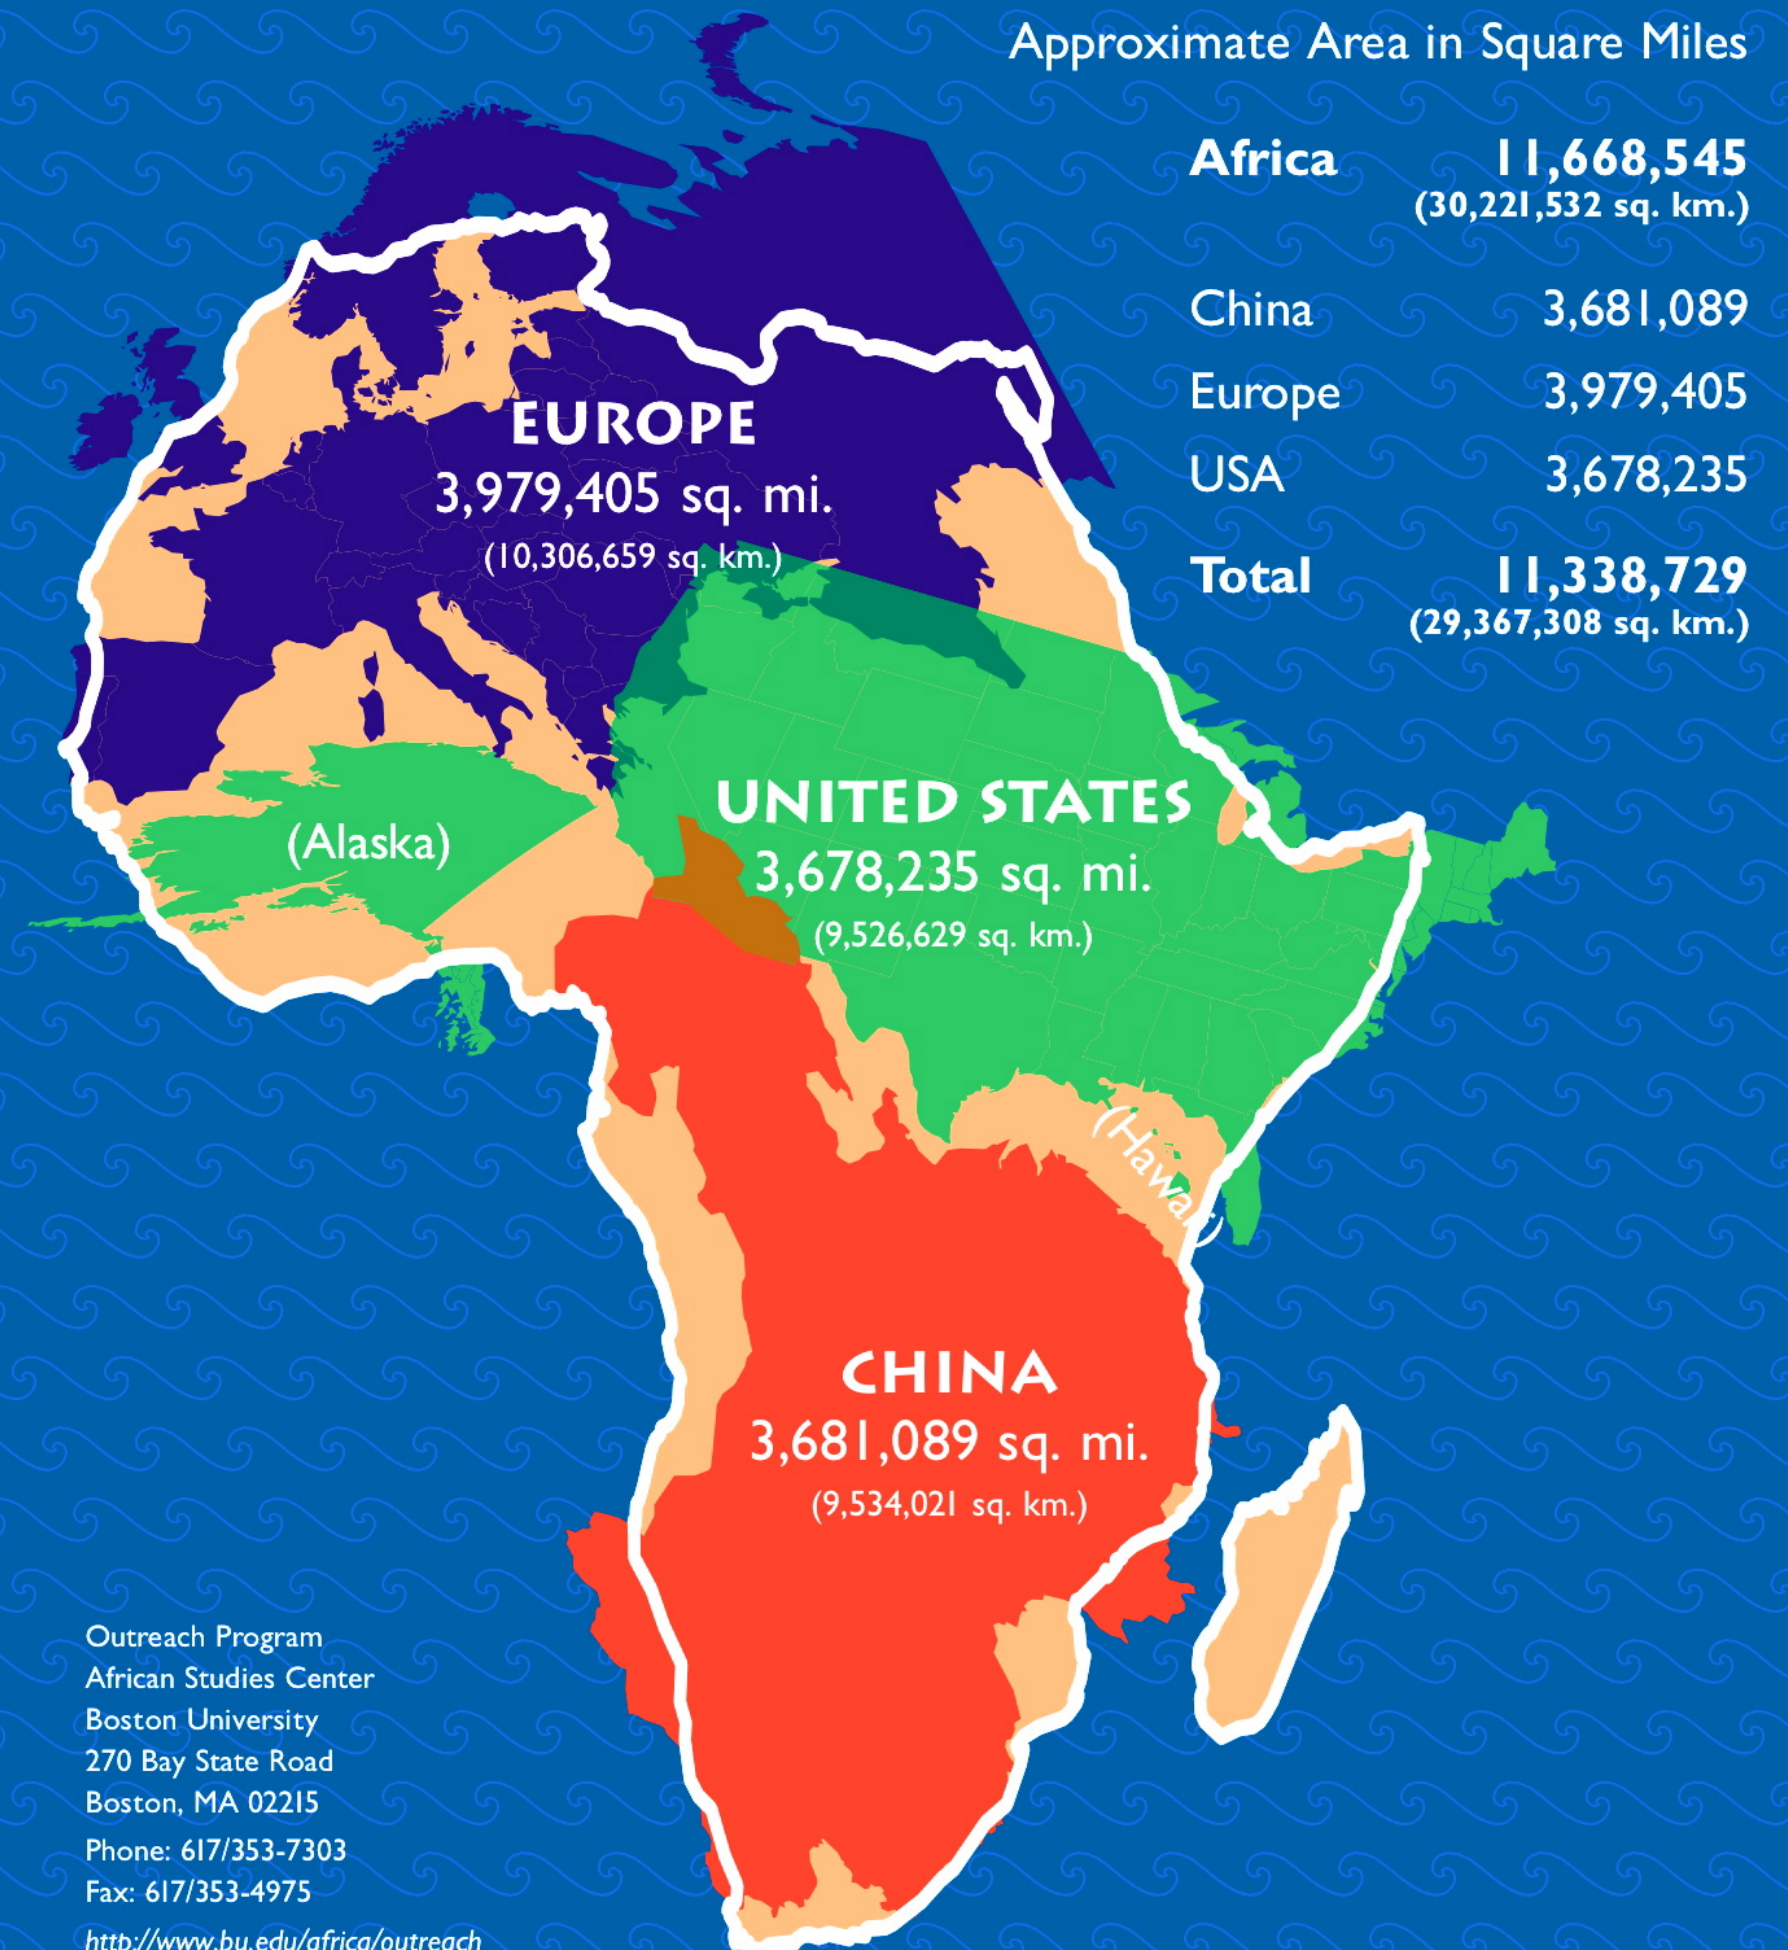 Approximate Area in Square Miles
Africa 11,668,545
(30,221,532 sq. km.)
China 3,681,089
Europe 3,979,405
USA 3,678,235
Total 11,338,729
(29,367,308 sq. km.)
EUROPE
3,979,405 sq. mi.
(10,306,659 sq. km.)
UNITED STATES
3,678,235 sq. mi.
(9,526,629 sq. km.)
(Alaska)
(Hawaii)
CHINA
3,681,089 sq. mi.
(9,534,021 sq. km.)
Outreach Program
African Studies Center
Boston University
270 Bay State Road
Boston, MA 02215
Phone: 617/353-7303
Fax: 617/353-4975
http://www.bu.edu/africa/outreach